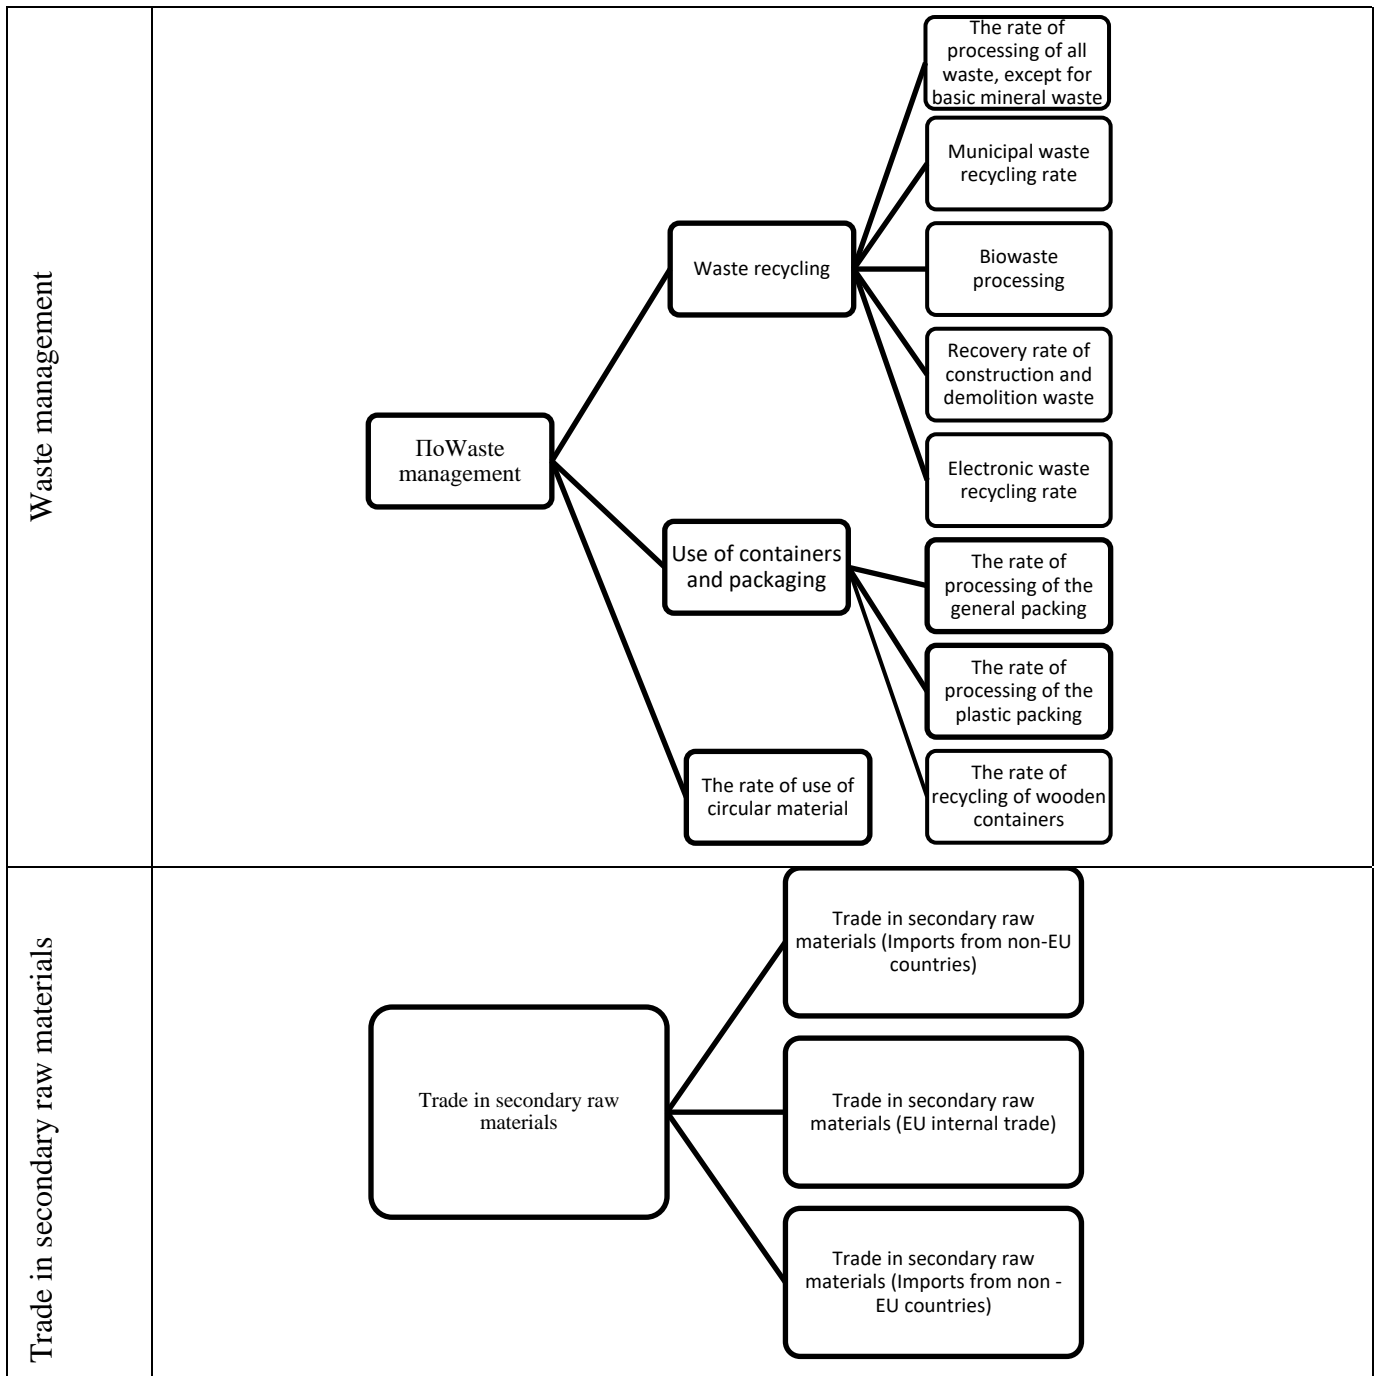 Waste management
ПоWaste
management
Waste recycling
The rate of
processing of all
waste, except for
basic mineral waste
Municipal waste
recycling rate
Biowaste
processing
Recovery rate of
construction and
demolition waste
Electronic waste
recycling rate
Use of containers
and packaging
The rate of
processing of the
general packing
The rate of
processing of the
plastic packing
The rate of
recycling of wooden
containers
The rate of use of
circular material
Trade in secondary raw materials
Trade in secondary raw
materials
Trade in secondary raw
materials (Imports from non-EU
countries)
Trade in secondary raw
materials (EU internal trade)
Trade in secondary raw
materials (Imports from non -
EU countries)